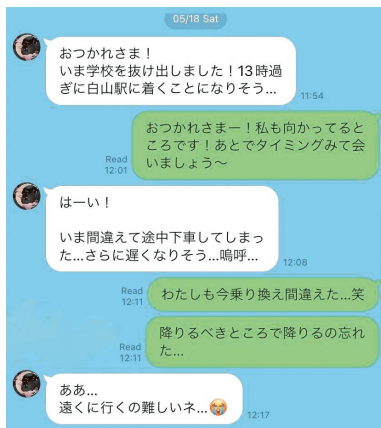 05/18 Sat
おつかれさま！
いま学校を抜け出しました！13時過
ぎに白山駅に着くことになりそう…
11:54
おつかれさまー！私も向かってると
ころです！あとでタイミングみて会
いましょう〜
Read
12:01
はーい！
いま間違えて途中下車してしまっ
た…さらに遅くなりそう…嗚呼…
12:08
わたしも今乗り換え間違えた…笑
Read
12:11
降りるべきところで降りるの忘れ
た…
Read
12:11
ああ…
遠くに行くの難しいネ…😭
12:17